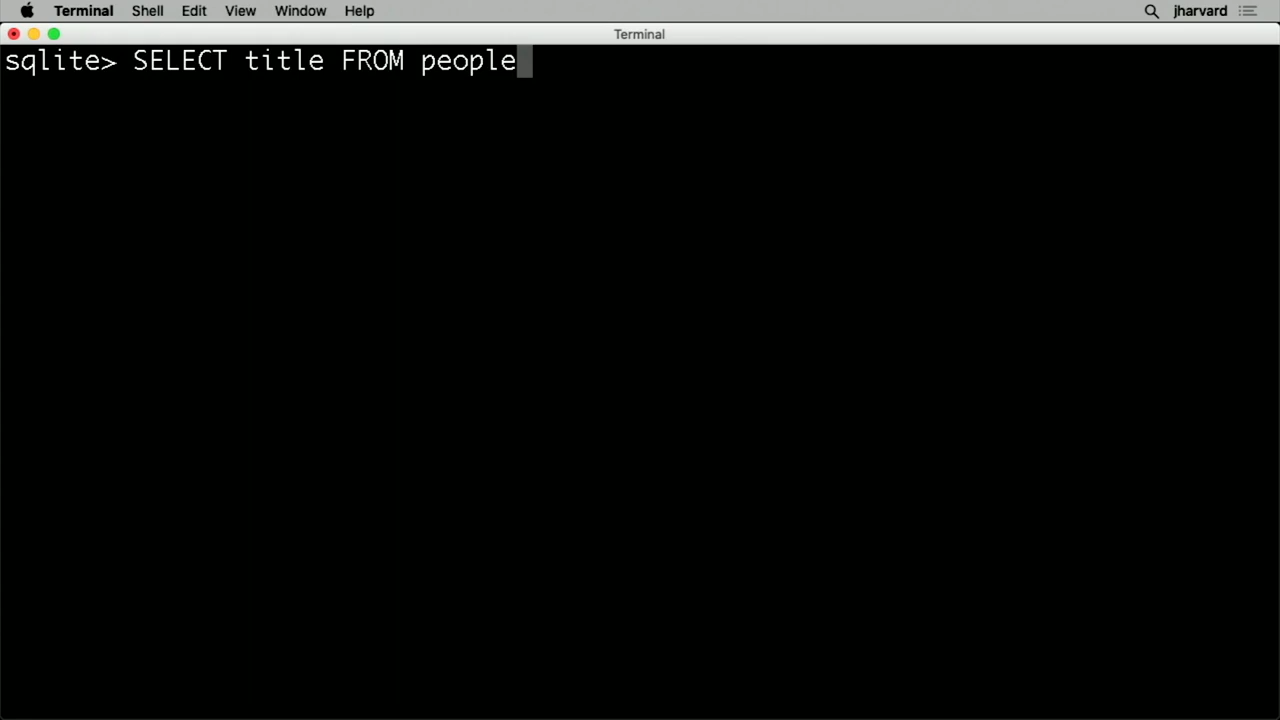 Terminal Shell Edit View Window Help jharvard
Terminal
sqlite> SELECT title FROM people